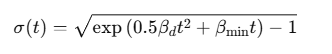 σ(t) = √(exp (0.5β_d t² + β_min t) − 1)